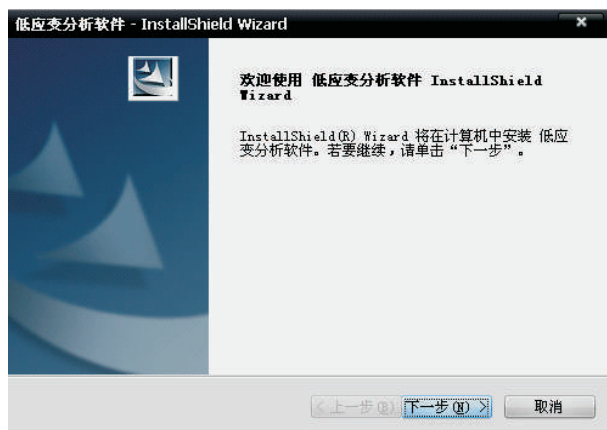 低应变分析软件 - InstallShield Wizard
欢迎使用 低应变分析软件 InstallShield
Wizard
InstallShield(R) Wizard 将在计算机中安装 低应
变分析软件。若要继续，请单击“下一步”。
< 上一步(B) 下一步(N) > 取消